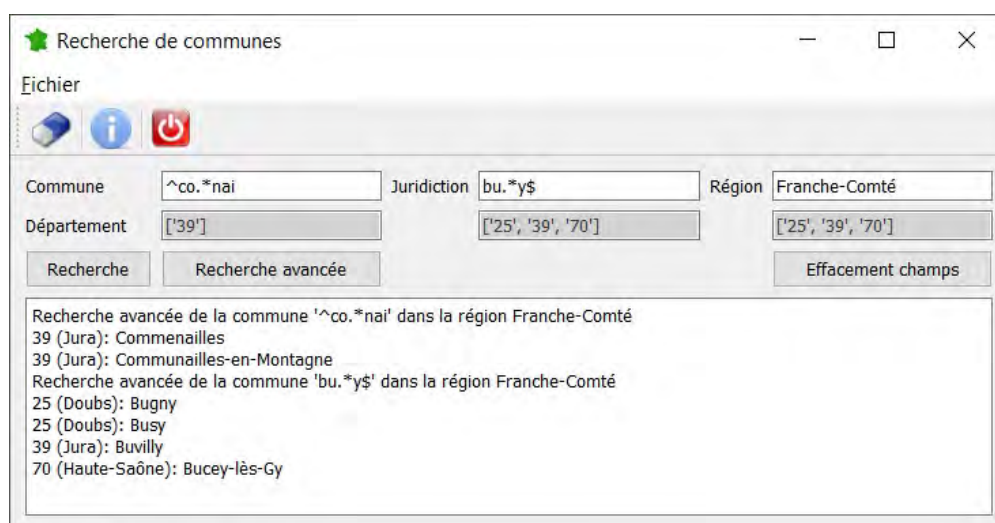 Recherche de communes
Fichier
Commune ^co.*nai Juridiction bu.*y$ Région Franche-Comté
Département ['39'] ['25', '39', '70'] ['25', '39', '70']
Recherche Recherche avancée Effacement champs
Recherche avancée de la commune '^co.*nai' dans la région Franche-Comté
39 (Jura): Commenailles
39 (Jura): Communailles-en-Montagne
Recherche avancée de la commune 'bu.*y$' dans la région Franche-Comté
25 (Doubs): Bugny
25 (Doubs): Busy
39 (Jura): Buvilly
70 (Haute-Saône): Bucey-lès-Gy